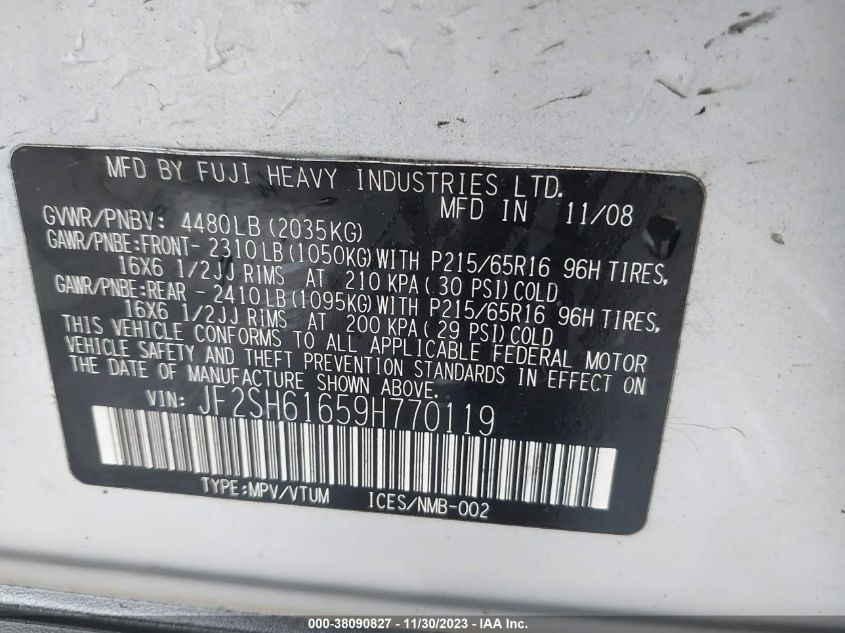 MFD BY FUJI HEAVY INDUSTRIES LTD.
MFD IN 11/08
GVWR/PNBV: 4480LB(2035KG)
GAWR/PNBE:FRONT- 2310LB(1050KG)WITH P215/65R16 96H TIRES,
16X6 1/2JJ RIMS AT 210 KPA( 30 PSI)COLD
GAWR/PNBE:REAR - 2410LB(1095KG)WITH P215/65R16 96H TIRES,
16X6 1/2JJ RIMS AT 200 KPA( 29 PSI)COLD
THIS VEHICLE CONFORMS TO ALL APPLICABLE FEDERAL MOTOR
VEHICLE SAFETY AND THEFT PREVENTION STANDARDS IN EFFECT ON
THE DATE OF MANUFACTURE SHOWN ABOVE.
VIN: JF2SH61659H770119
TYPE:MPV/VTUM ICES/NMB-002
000-38090827 - 11/30/2023 - IAA Inc.